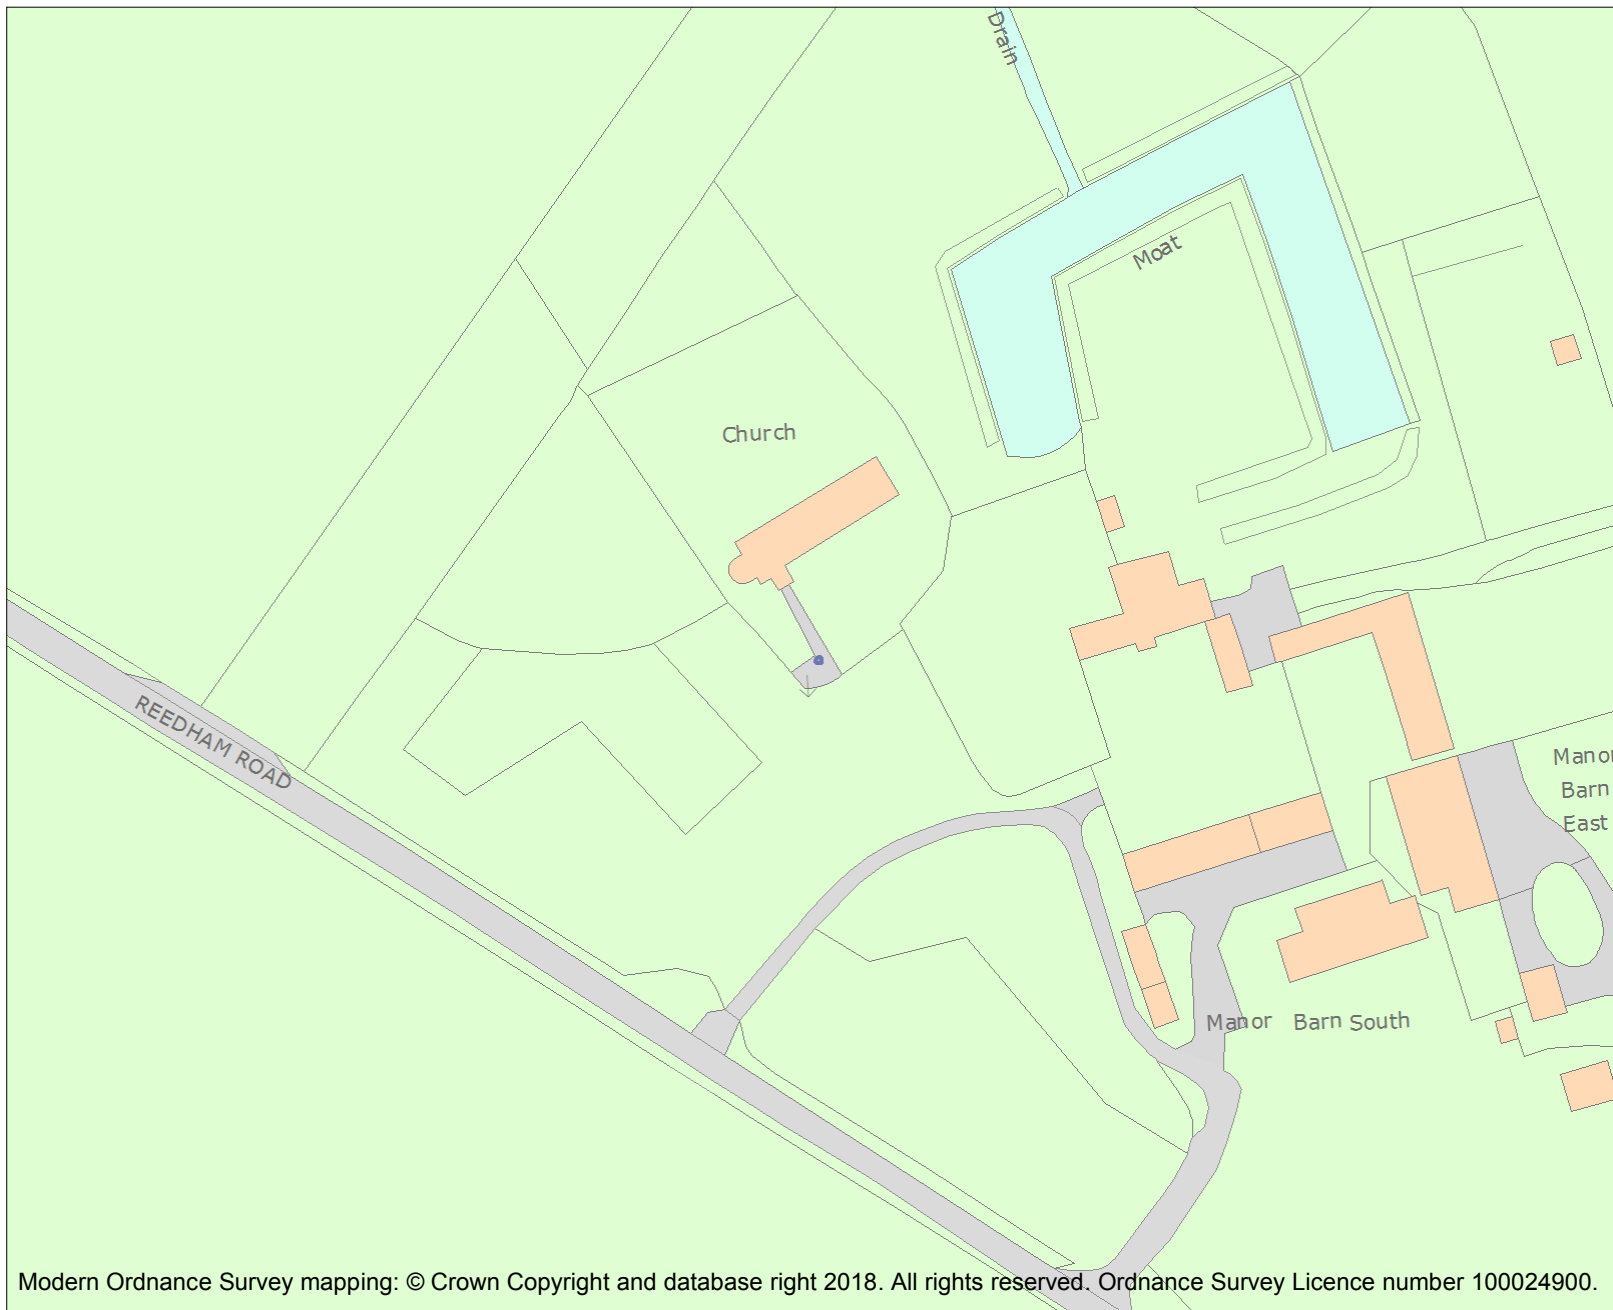 Drain
Moat
Church
REEDHAM ROAD
Manor
Barn
East
Manor Barn South
Modern Ordnance Survey mapping: © Crown Copyright and database right 2018. All rights reserved. Ordnance Survey Licence number 100024900.